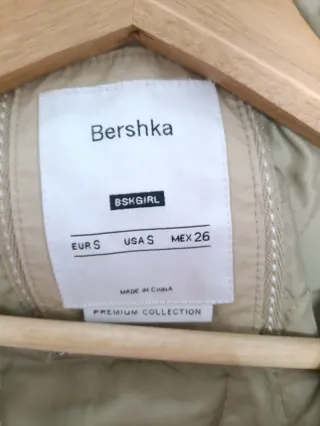 Bershka
BSKGIRL
EUR S USA S MEX 26
MADE IN CHINA
PREMIUM COLLECTION